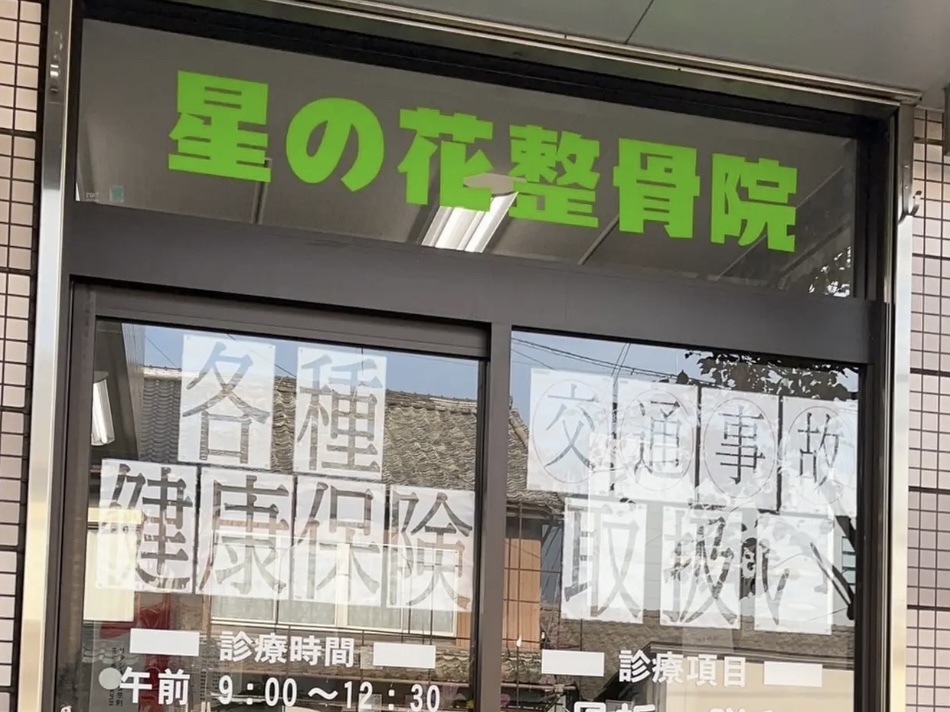 星の花整骨院
各種
健康保険
診療時間
午前 9:00～12:30
交通事故
取扱い
診療項目